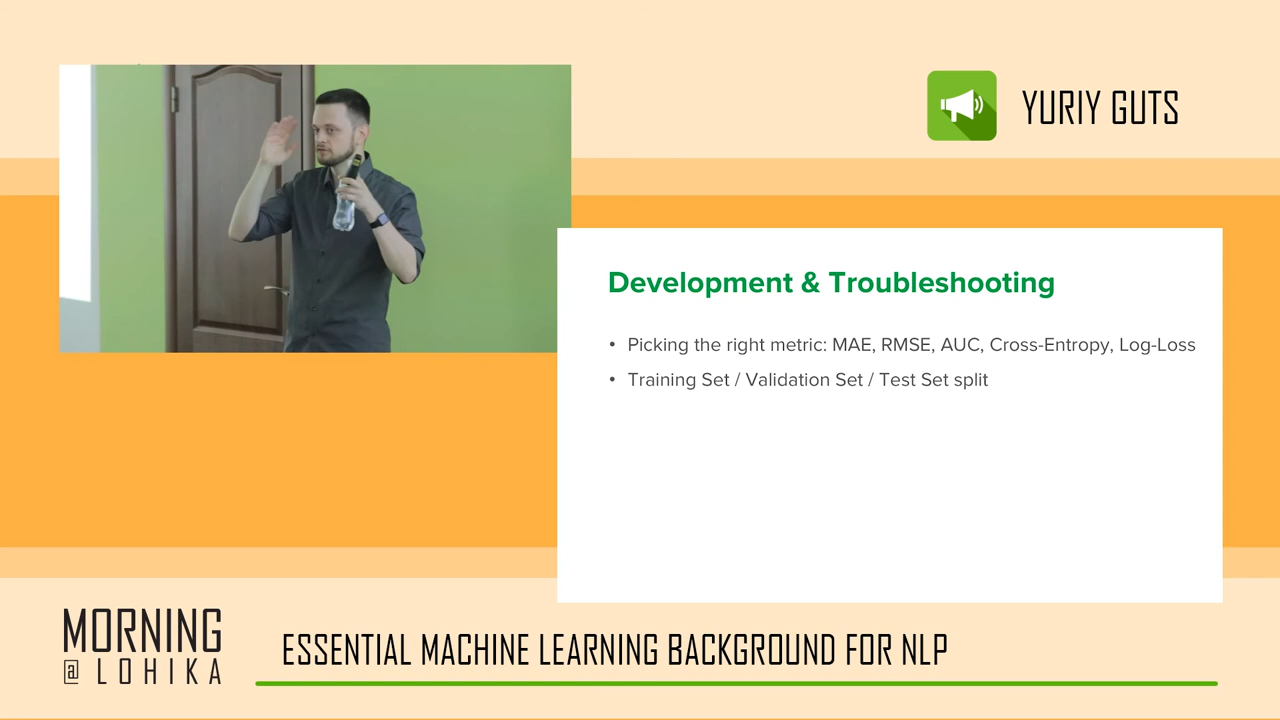 YURIY GUTS
Development & Troubleshooting
• Picking the right metric: MAE, RMSE, AUC, Cross-Entropy, Log-Loss
• Training Set / Validation Set / Test Set split
MORNING
@ LOHIKA
ESSENTIAL MACHINE LEARNING BACKGROUND FOR NLP